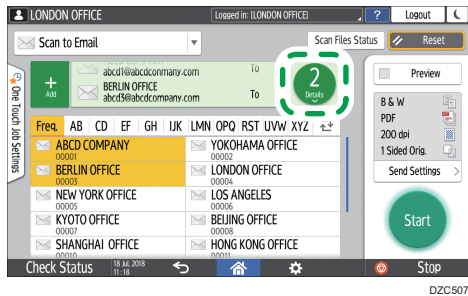 LONDON OFFICE
Logged in: [LONDON OFFICE]
?
Logout
Scan to Email
Scan Files Status
Reset
One Touch Job Settings
Add
abcd1@abcdconmany.com To
BERLIN OFFICE
abcd3@abcdconmpany.com To
2
Details
Preview
B & W
PDF
200 dpi
1 Sided Orig.
Send Settings
Start
Freq. AB CD EF GH IJK LMN OPQ RST UVW XYZ
ABCD COMPANY
00001
YOKOHAMA OFFICE
00002
BERLIN OFFICE
00003
LONDON OFFICE
00004
NEW YORK OFFICE
00005
LOS ANGELES
00006
KYOTO OFFICE
00007
BEIJING OFFICE
00008
SHANGHAI OFFICE
HONG KONG OFFICE
Check Status
18 Jul. 2018
11:18
Stop
DZC507